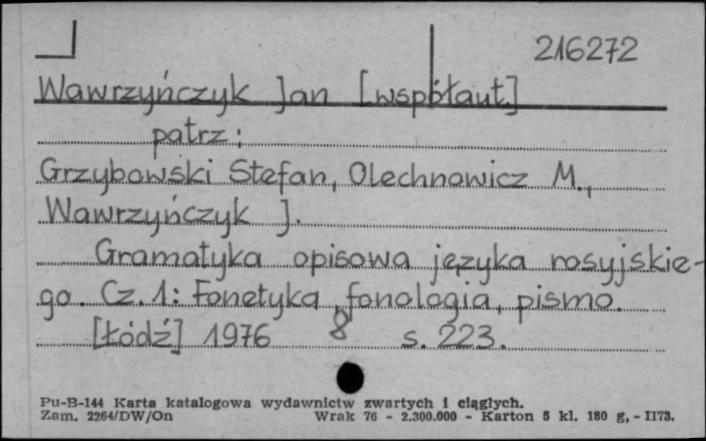 216272
Wawrzyńczyk Jan [współaut.]
patrz:
Grzybowski Stefan, Olechnowicz M.,
Wawrzyńczyk J.
Gramatyka opisowa języka rosyjskie-
go. Cz. 1: Fonetyka, fonologia, pismo.
[Łódź] 1976 8 s. 223.
Pu-B-144 Karta katalogowa wydawnictw zwartych i ciągłych.
Zam. 2264/DW/On Wrak 76 - 2.300.000 - Karton 5 kl. 180 g. - II73.